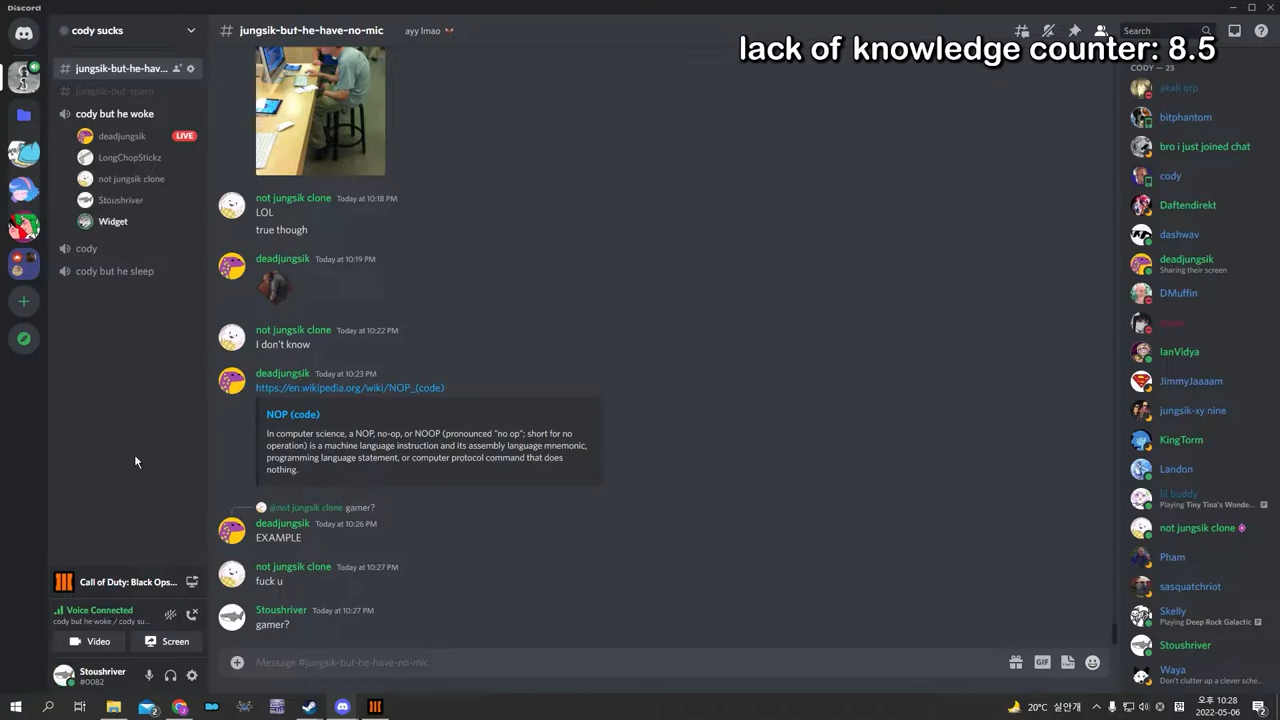 Discord
cody sucks
jungsik-but-he-have-no-mic
ayy lmao
Search
lack of knowledge counter: 8.5
jungsik-but-he-hav...
jungsik-but-spam
cody but he woke
deadjungsik
LIVE
LongChopStickz
not jungsik clone
Stoushriver
Widget
cody
cody but he sleep
Call of Duty: Black Ops...
Voice Connected
cody but he woke / cody su...
Video
Screen
Stoushriver
#0082
not jungsik clone Today at 10:18 PM
LOL
true though
deadjungsik Today at 10:19 PM
not jungsik clone Today at 10:22 PM
I don't know
deadjungsik Today at 10:23 PM
https://en.wikipedia.org/wiki/NOP_(code)
NOP (code)
In computer science, a NOP, no-op, or NOOP (pronounced "no op"; short for no
operation) is a machine language instruction and its assembly language mnemonic,
programming language statement, or computer protocol command that does
nothing.
@not jungsik clone gamer?
deadjungsik Today at 10:26 PM
EXAMPLE
not jungsik clone Today at 10:27 PM
fuck u
Stoushriver Today at 10:27 PM
gamer?
Message #jungsik-but-he-have-no-mic
GIF
CODY — 23
akali otp
bitphantom
bro i just joined chat
cody
Daftendirekt
dashwav
deadjungsik
Sharing their screen
DMuffin
IanVidya
JimmyJaaaam
jungsik-xy nine
KingTorm
Landon
lil buddy
Playing Tiny Tina's Wonde...
not jungsik clone
Pham
sasquatchriot
Skelly
Playing Deep Rock Galactic
Stoushriver
Waya
Don't clutter up a clever sche...
20°C 실안개
오후 10:28
2022-05-06